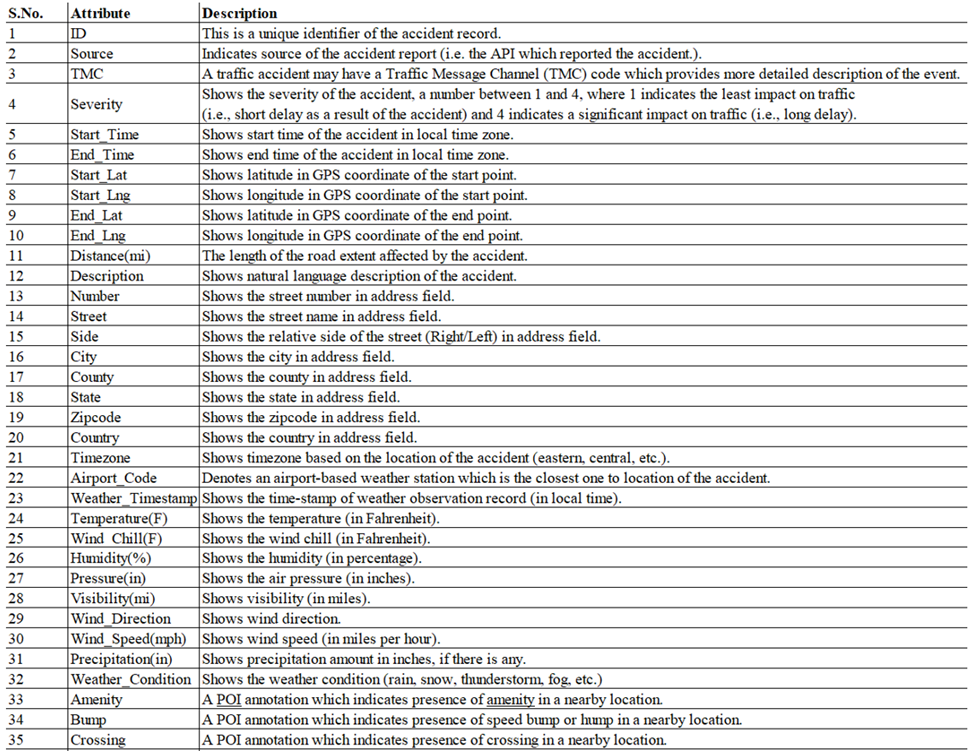 S.No. Attribute Description
1 ID This is a unique identifier of the accident record.
2 Source Indicates source of the accident report (i.e. the API which reported the accident.).
3 TMC A traffic accident may have a Traffic Message Channel (TMC) code which provides more detailed description of the event.
4 Severity Shows the severity of the accident, a number between 1 and 4, where 1 indicates the least impact on traffic
(i.e., short delay as a result of the accident) and 4 indicates a significant impact on traffic (i.e., long delay).
5 Start_Time Shows start time of the accident in local time zone.
6 End_Time Shows end time of the accident in local time zone.
7 Start_Lat Shows latitude in GPS coordinate of the start point.
8 Start_Lng Shows longitude in GPS coordinate of the start point.
9 End_Lat Shows latitude in GPS coordinate of the end point.
10 End_Lng Shows longitude in GPS coordinate of the end point.
11 Distance(mi) The length of the road extent affected by the accident.
12 Description Shows natural language description of the accident.
13 Number Shows the street number in address field.
14 Street Shows the street name in address field.
15 Side Shows the relative side of the street (Right/Left) in address field.
16 City Shows the city in address field.
17 County Shows the county in address field.
18 State Shows the state in address field.
19 Zipcode Shows the zipcode in address field.
20 Country Shows the country in address field.
21 Timezone Shows timezone based on the location of the accident (eastern, central, etc.).
22 Airport_Code Denotes an airport-based weather station which is the closest one to location of the accident.
23 Weather_Timestamp Shows the time-stamp of weather observation record (in local time).
24 Temperature(F) Shows the temperature (in Fahrenheit).
25 Wind_Chill(F) Shows the wind chill (in Fahrenheit).
26 Humidity(%) Shows the humidity (in percentage).
27 Pressure(in) Shows the air pressure (in inches).
28 Visibility(mi) Shows visibility (in miles).
29 Wind_Direction Shows wind direction.
30 Wind_Speed(mph) Shows wind speed (in miles per hour).
31 Precipitation(in) Shows precipitation amount in inches, if there is any.
32 Weather_Condition Shows the weather condition (rain, snow, thunderstorm, fog, etc.)
33 Amenity A POI annotation which indicates presence of amenity in a nearby location.
34 Bump A POI annotation which indicates presence of speed bump or hump in a nearby location.
35 Crossing A POI annotation which indicates presence of crossing in a nearby location.